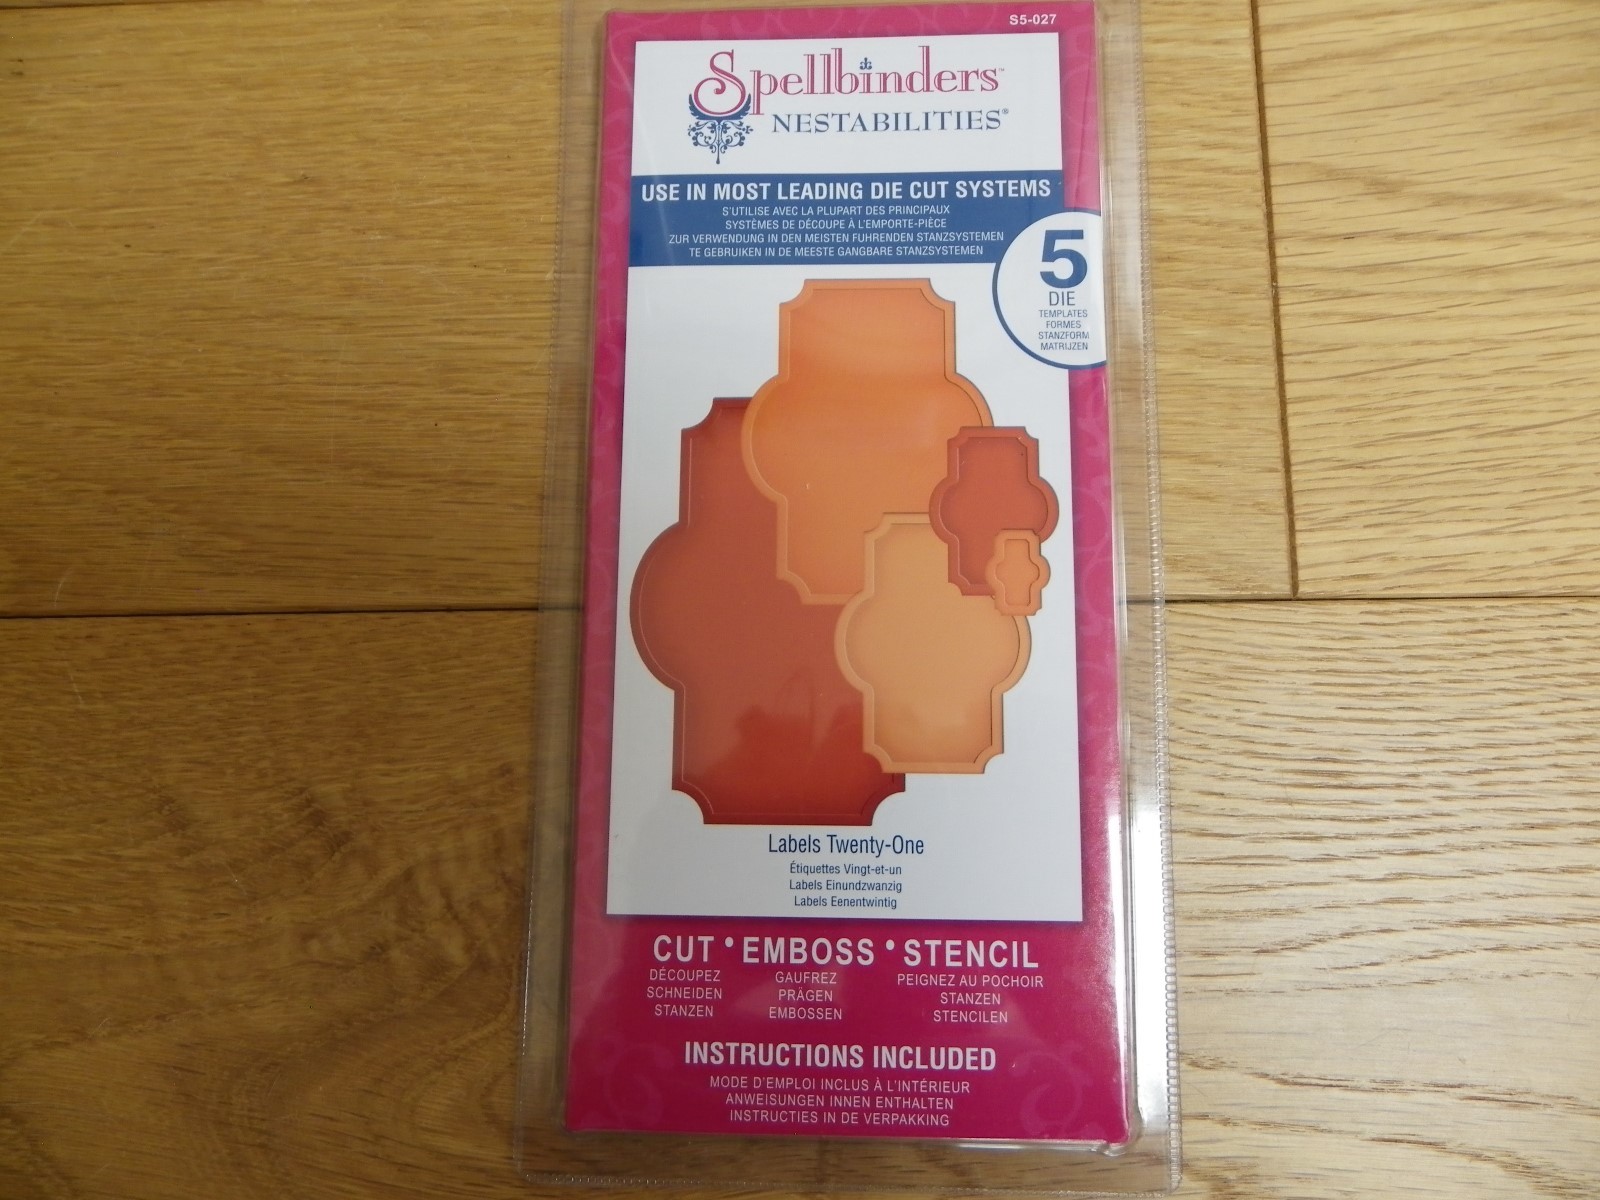 S5-027
Spellbinders™
NESTABILITIES®
USE IN MOST LEADING DIE CUT SYSTEMS
S'UTILISE AVEC LA PLUPART DES PRINCIPAUX
SYSTÈMES DE DÉCOUPE À L'EMPORTE-PIÈCE
ZUR VERWENDUNG IN DEN MEISTEN FUHRENDEN STANZSYSTEMEN
TE GEBRUIKEN IN DE MEESTE GANGBARE STANZSYSTEMEN
5
DIE
TEMPLATES
FORMES
STANZFORM
MATRIJZEN
Labels Twenty-One
Étiquettes Vingt-et-un
Labels Einundzwanzig
Labels Eenentwintig
CUT • EMBOSS • STENCIL
DÉCOUPEZ GAUFREZ PEIGNEZ AU POCHOIR
SCHNEIDEN PRÄGEN STANZEN
STANZEN EMBOSSEN STENCILEN
INSTRUCTIONS INCLUDED
MODE D'EMPLOI INCLUS À L'INTÉRIEUR
ANWEISUNGEN INNEN ENTHALTEN
INSTRUCTIES IN DE VERPAKKING